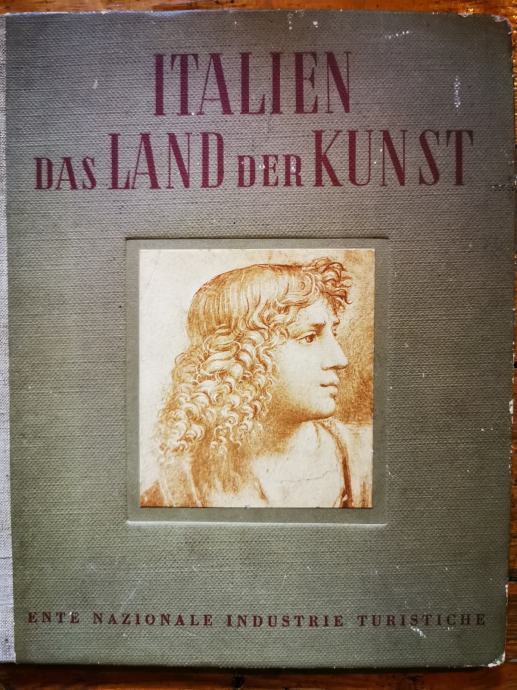 ITALIEN
DAS LAND DER KUNST
ENTE NAZIONALE INDUSTRIE TURISTICHE